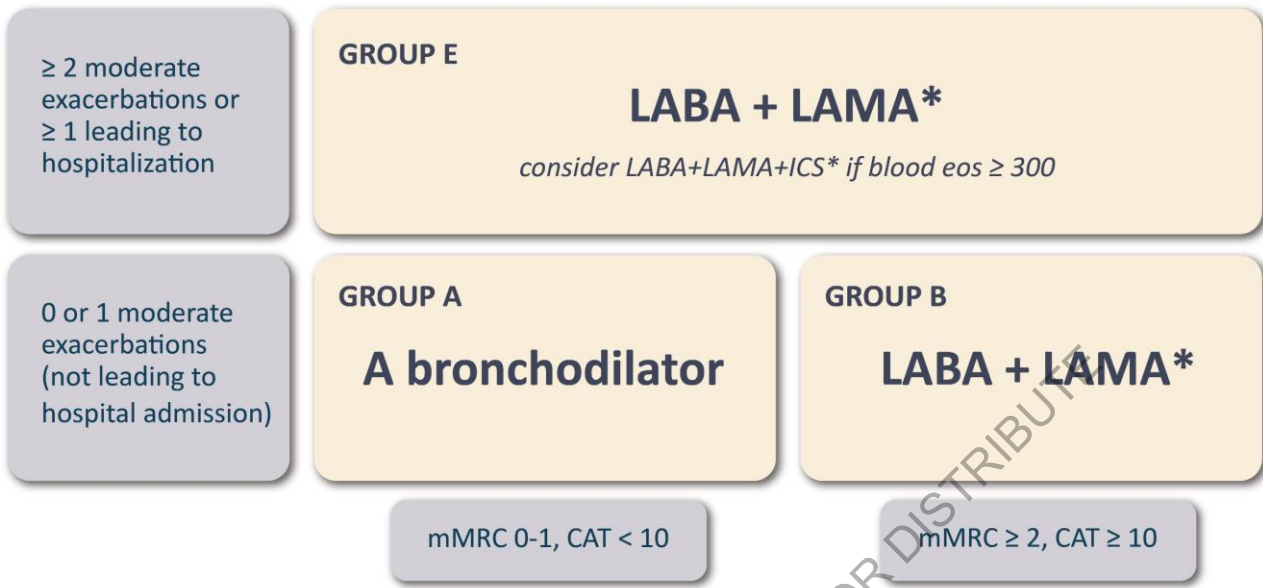 ≥ 2 moderate
exacerbations or
≥ 1 leading to
hospitalization
GROUP E
LABA + LAMA*
consider LABA+LAMA+ICS* if blood eos ≥ 300
0 or 1 moderate
exacerbations
(not leading to
hospital admission)
GROUP A
A bronchodilator
GROUP B
LABA + LAMA*
mMRC 0-1, CAT < 10
mMRC ≥ 2, CAT ≥ 10
OR DISTRIBUTE